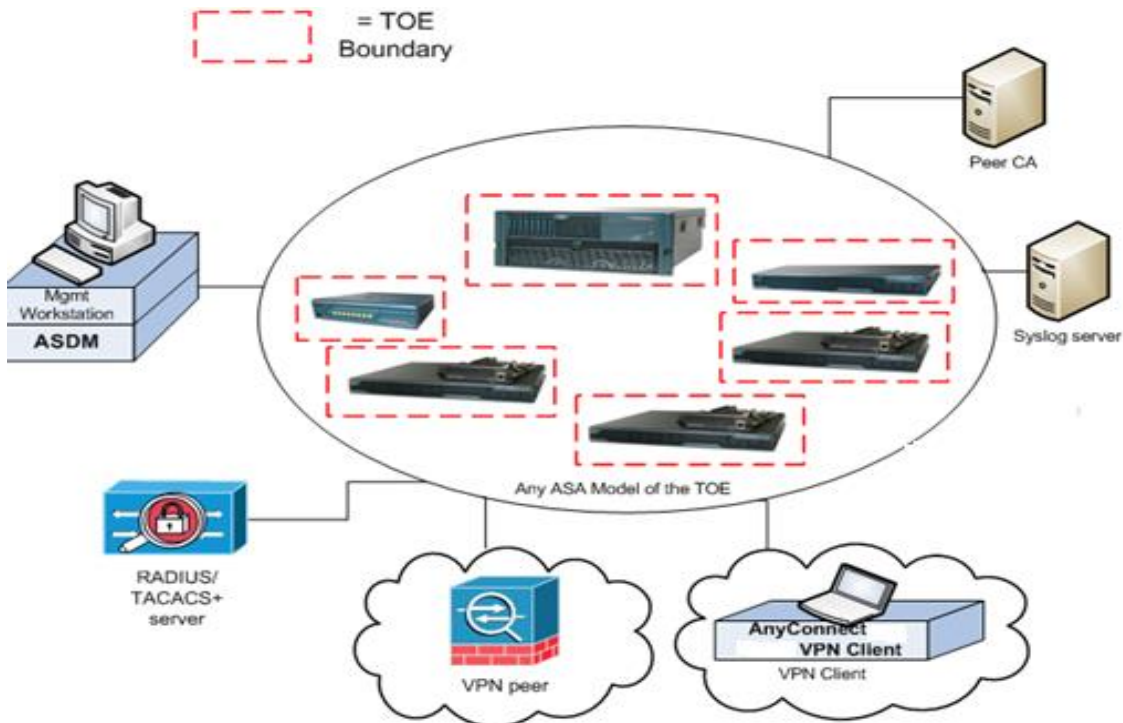 = TOE
Boundary
Peer CA
Mgmt
Workstation
ASDM
Syslog server
Any ASA Model of the TOE
RADIUS/
TACACS+
server
VPN peer
AnyConnect
VPN Client
VPN Client